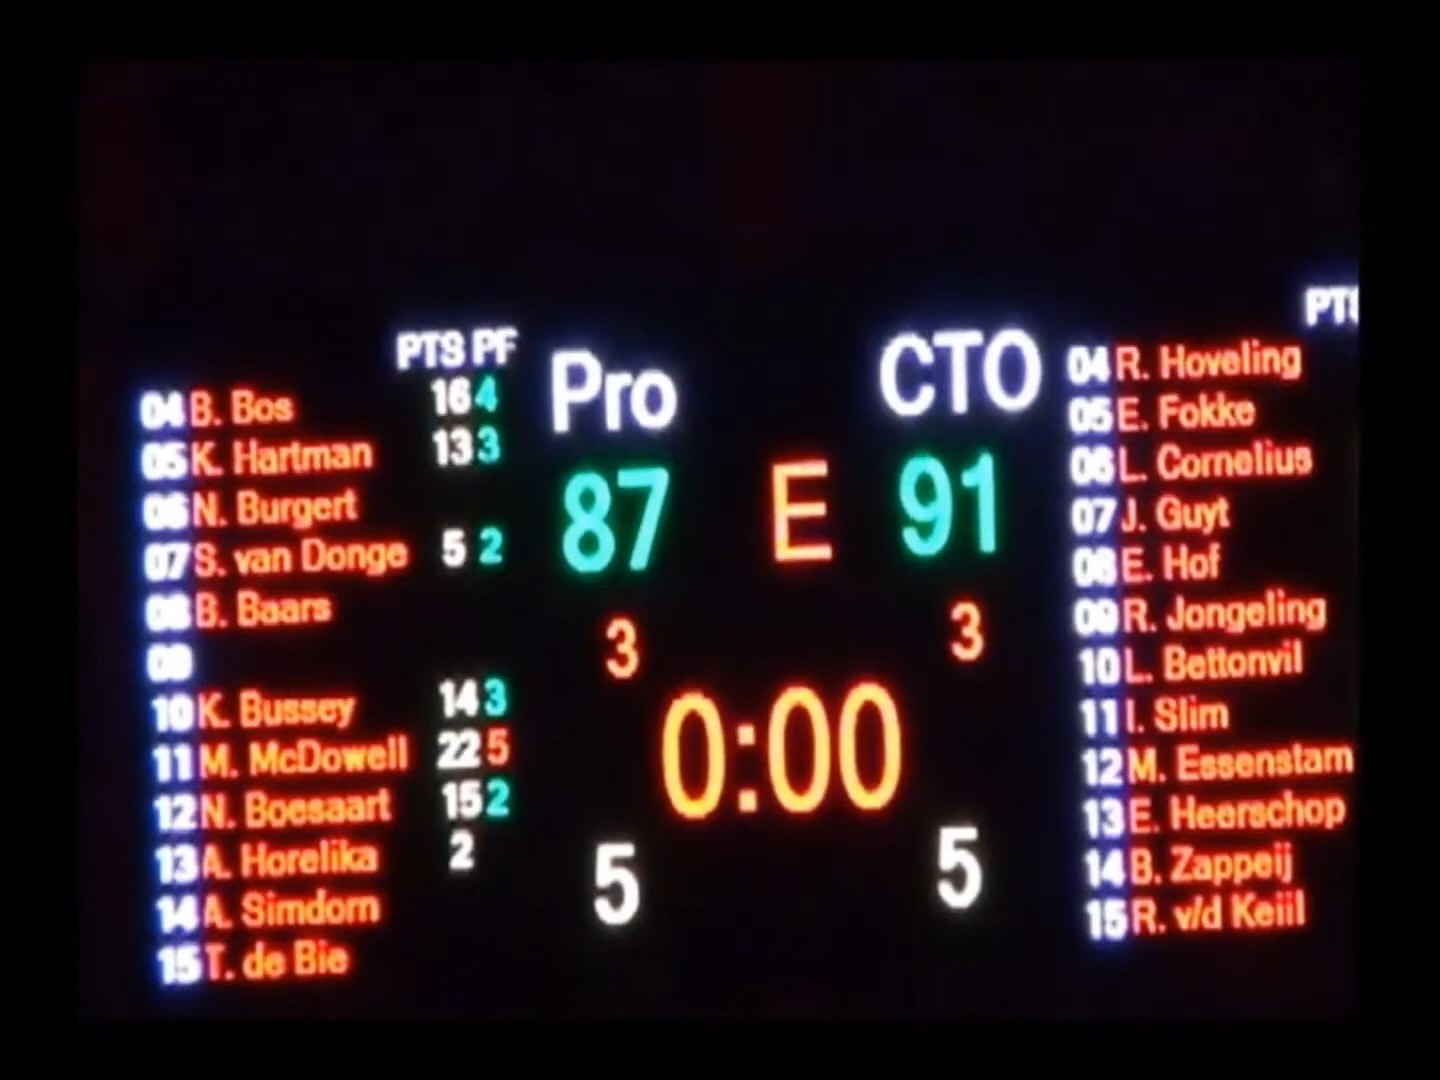 PTS PF
04 B. Bos 16 4
05 K. Hartman 13 3
06 N. Burgert
07 S. van Donge 5 2
08 B. Baars
09
10 K. Bussey 14 3
11 M. McDowell 22 5
12 N. Boesaart 15 2
13 A. Horelika 2
14 A. Simdorn
15 T. de Bie
Pro CTO
87 E 91
3 3
0:00
5 5
PTS
04 R. Hoveling
05 E. Fokke
06 L. Cornelius
07 J. Guyt
08 E. Hof
09 R. Jongeling
10 L. Bettonvil
11 I. Slim
12 M. Essenstam
13 E. Heerschop
14 B. Zappeij
15 R. v/d Keiil